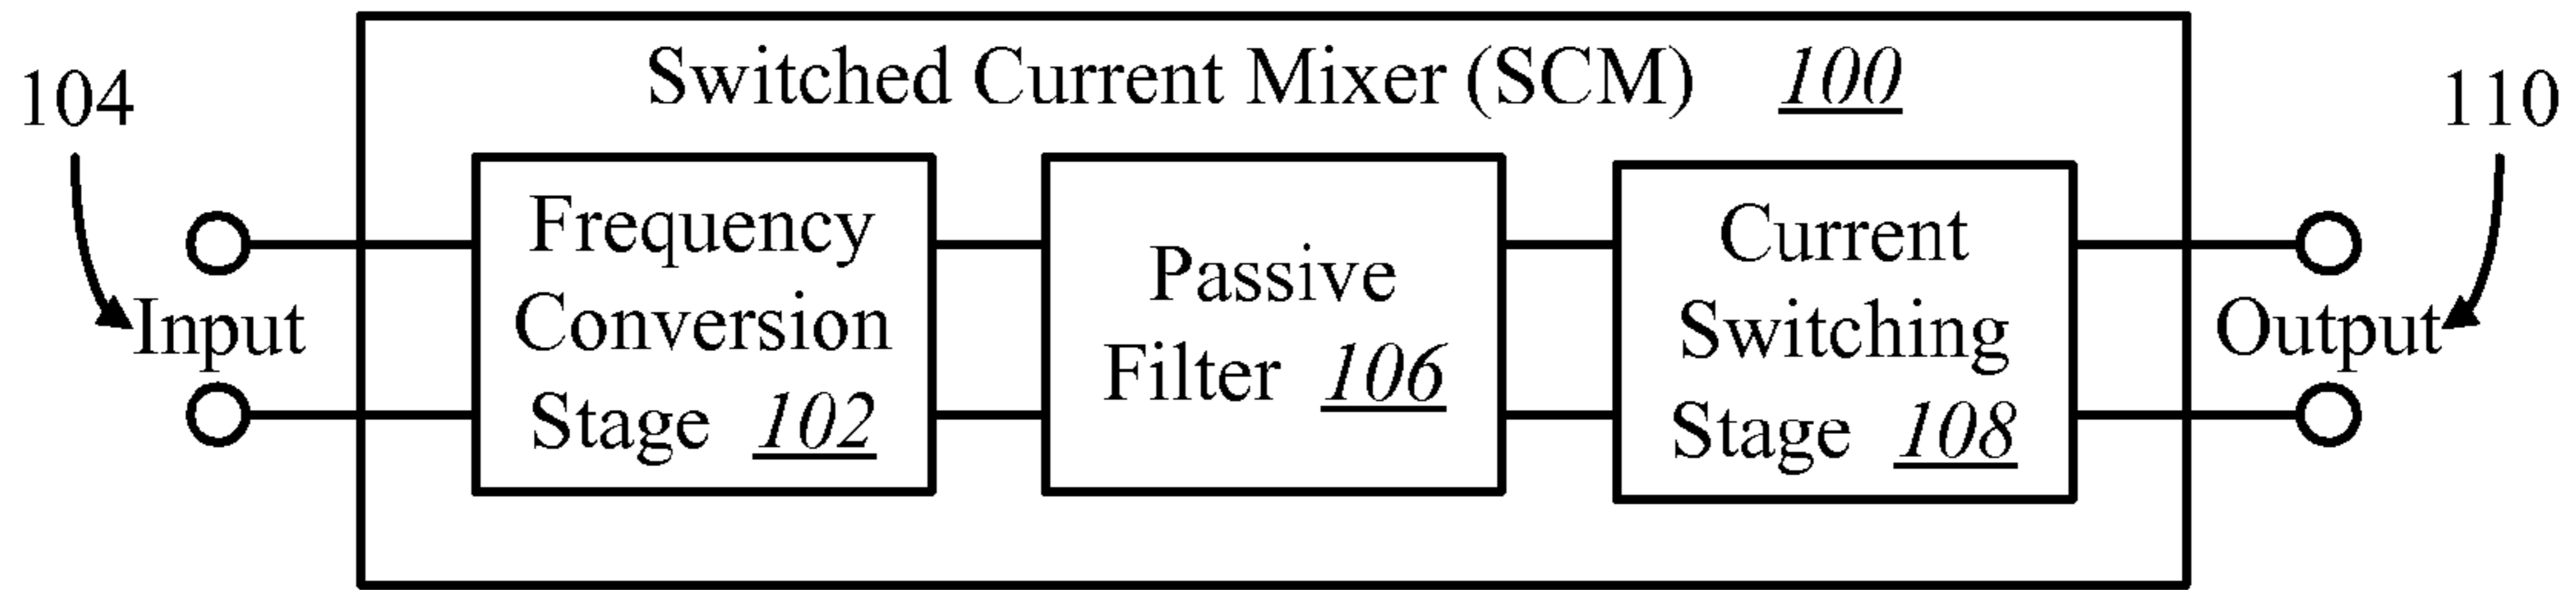 Switched Current Mixer (SCM) 100
104
110
Input
Frequency
Conversion
Stage 102
Passive
Filter 106
Current
Switching
Stage 108
Output